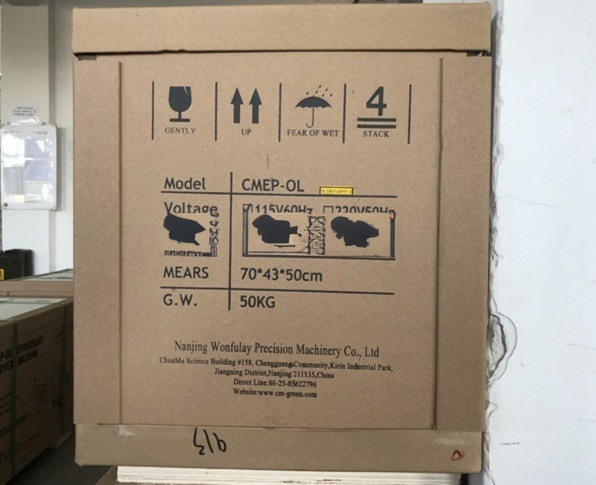 GENTLY
UP
FEAR OF WET
4
STACK
Model CMEP-OL
Voltage 115V60Hz 220V50Hz
MEARS 70*43*50cm
G.W. 50KG
Nanjing Wonfulay Precision Machinery Co., Ltd
ChunMu Science Building #158, Chengguang Community,Kirin Industrial Park,
Jiangning District,Nanjing 211135,China
Direct Line:86-25-85622796
Website:www.cm-green.com